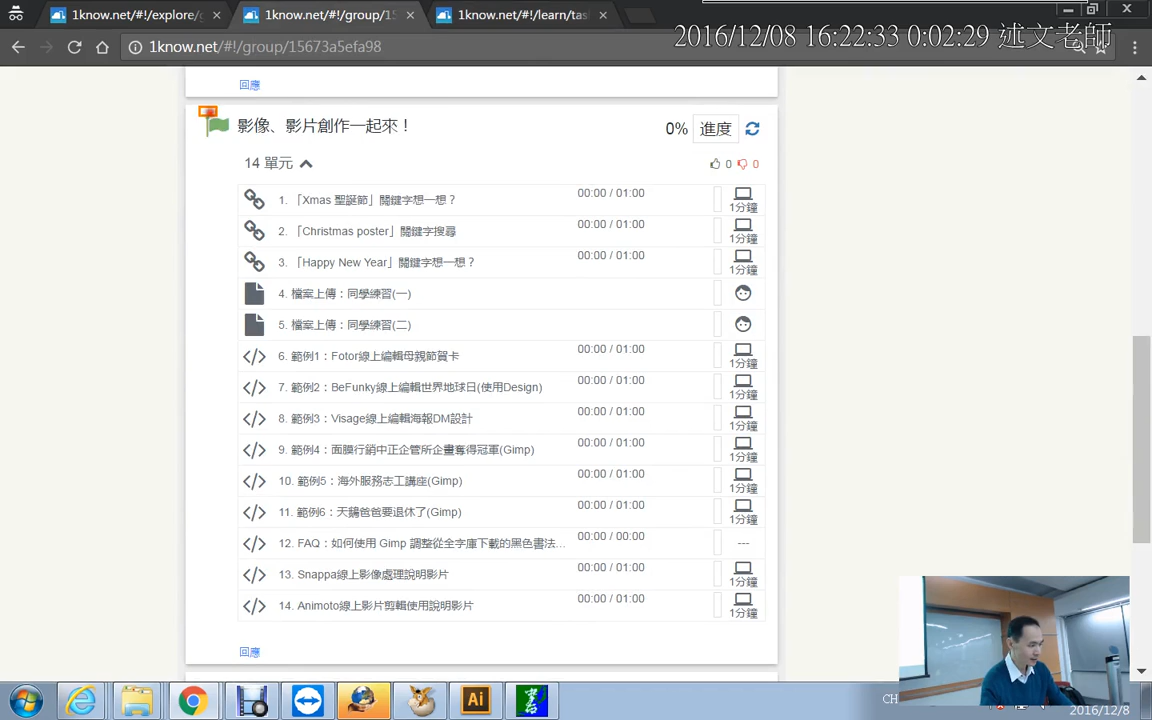 1know.net/#!/explore/g
1know.net/#!/group/15
1know.net/#!/learn/tas
1know.net/#!/group/15673a5efa98
2016/12/08 16:22:33 0:02:29 述文老師
回應
影像、影片創作一起來！
0% 進度
14 單元
0 0
1. 「Xmas 聖誕節」關鍵字想一想？ 00:00 / 01:00 1分鐘
2. 「Christmas poster」關鍵字搜尋 00:00 / 01:00 1分鐘
3. 「Happy New Year」關鍵字想一想？ 00:00 / 01:00 1分鐘
4. 檔案上傳：同學練習(一)
5. 檔案上傳：同學練習(二)
6. 範例1：Fotor線上編輯母親節賀卡 00:00 / 01:00 1分鐘
7. 範例2：BeFunky線上編輯世界地球日(使用Design) 00:00 / 01:00 1分鐘
8. 範例3：Visage線上編輯海報DM設計 00:00 / 01:00 1分鐘
9. 範例4：面膜行銷中正企管所企畫奪得冠軍(Gimp) 00:00 / 01:00 1分鐘
10. 範例5：海外服務志工講座(Gimp) 00:00 / 01:00 1分鐘
11. 範例6：天鵝爸爸要退休了(Gimp) 00:00 / 01:00 1分鐘
12. FAQ：如何使用 Gimp 調整從全字庫下載的黑色書法... 00:00 / 00:00 ---
13. Snappa線上影像處理說明影片 00:00 / 01:00 1分鐘
14. Animoto線上影片剪輯使用說明影片 00:00 / 01:00 1分鐘
回應
Ai
CH
2016/12/8